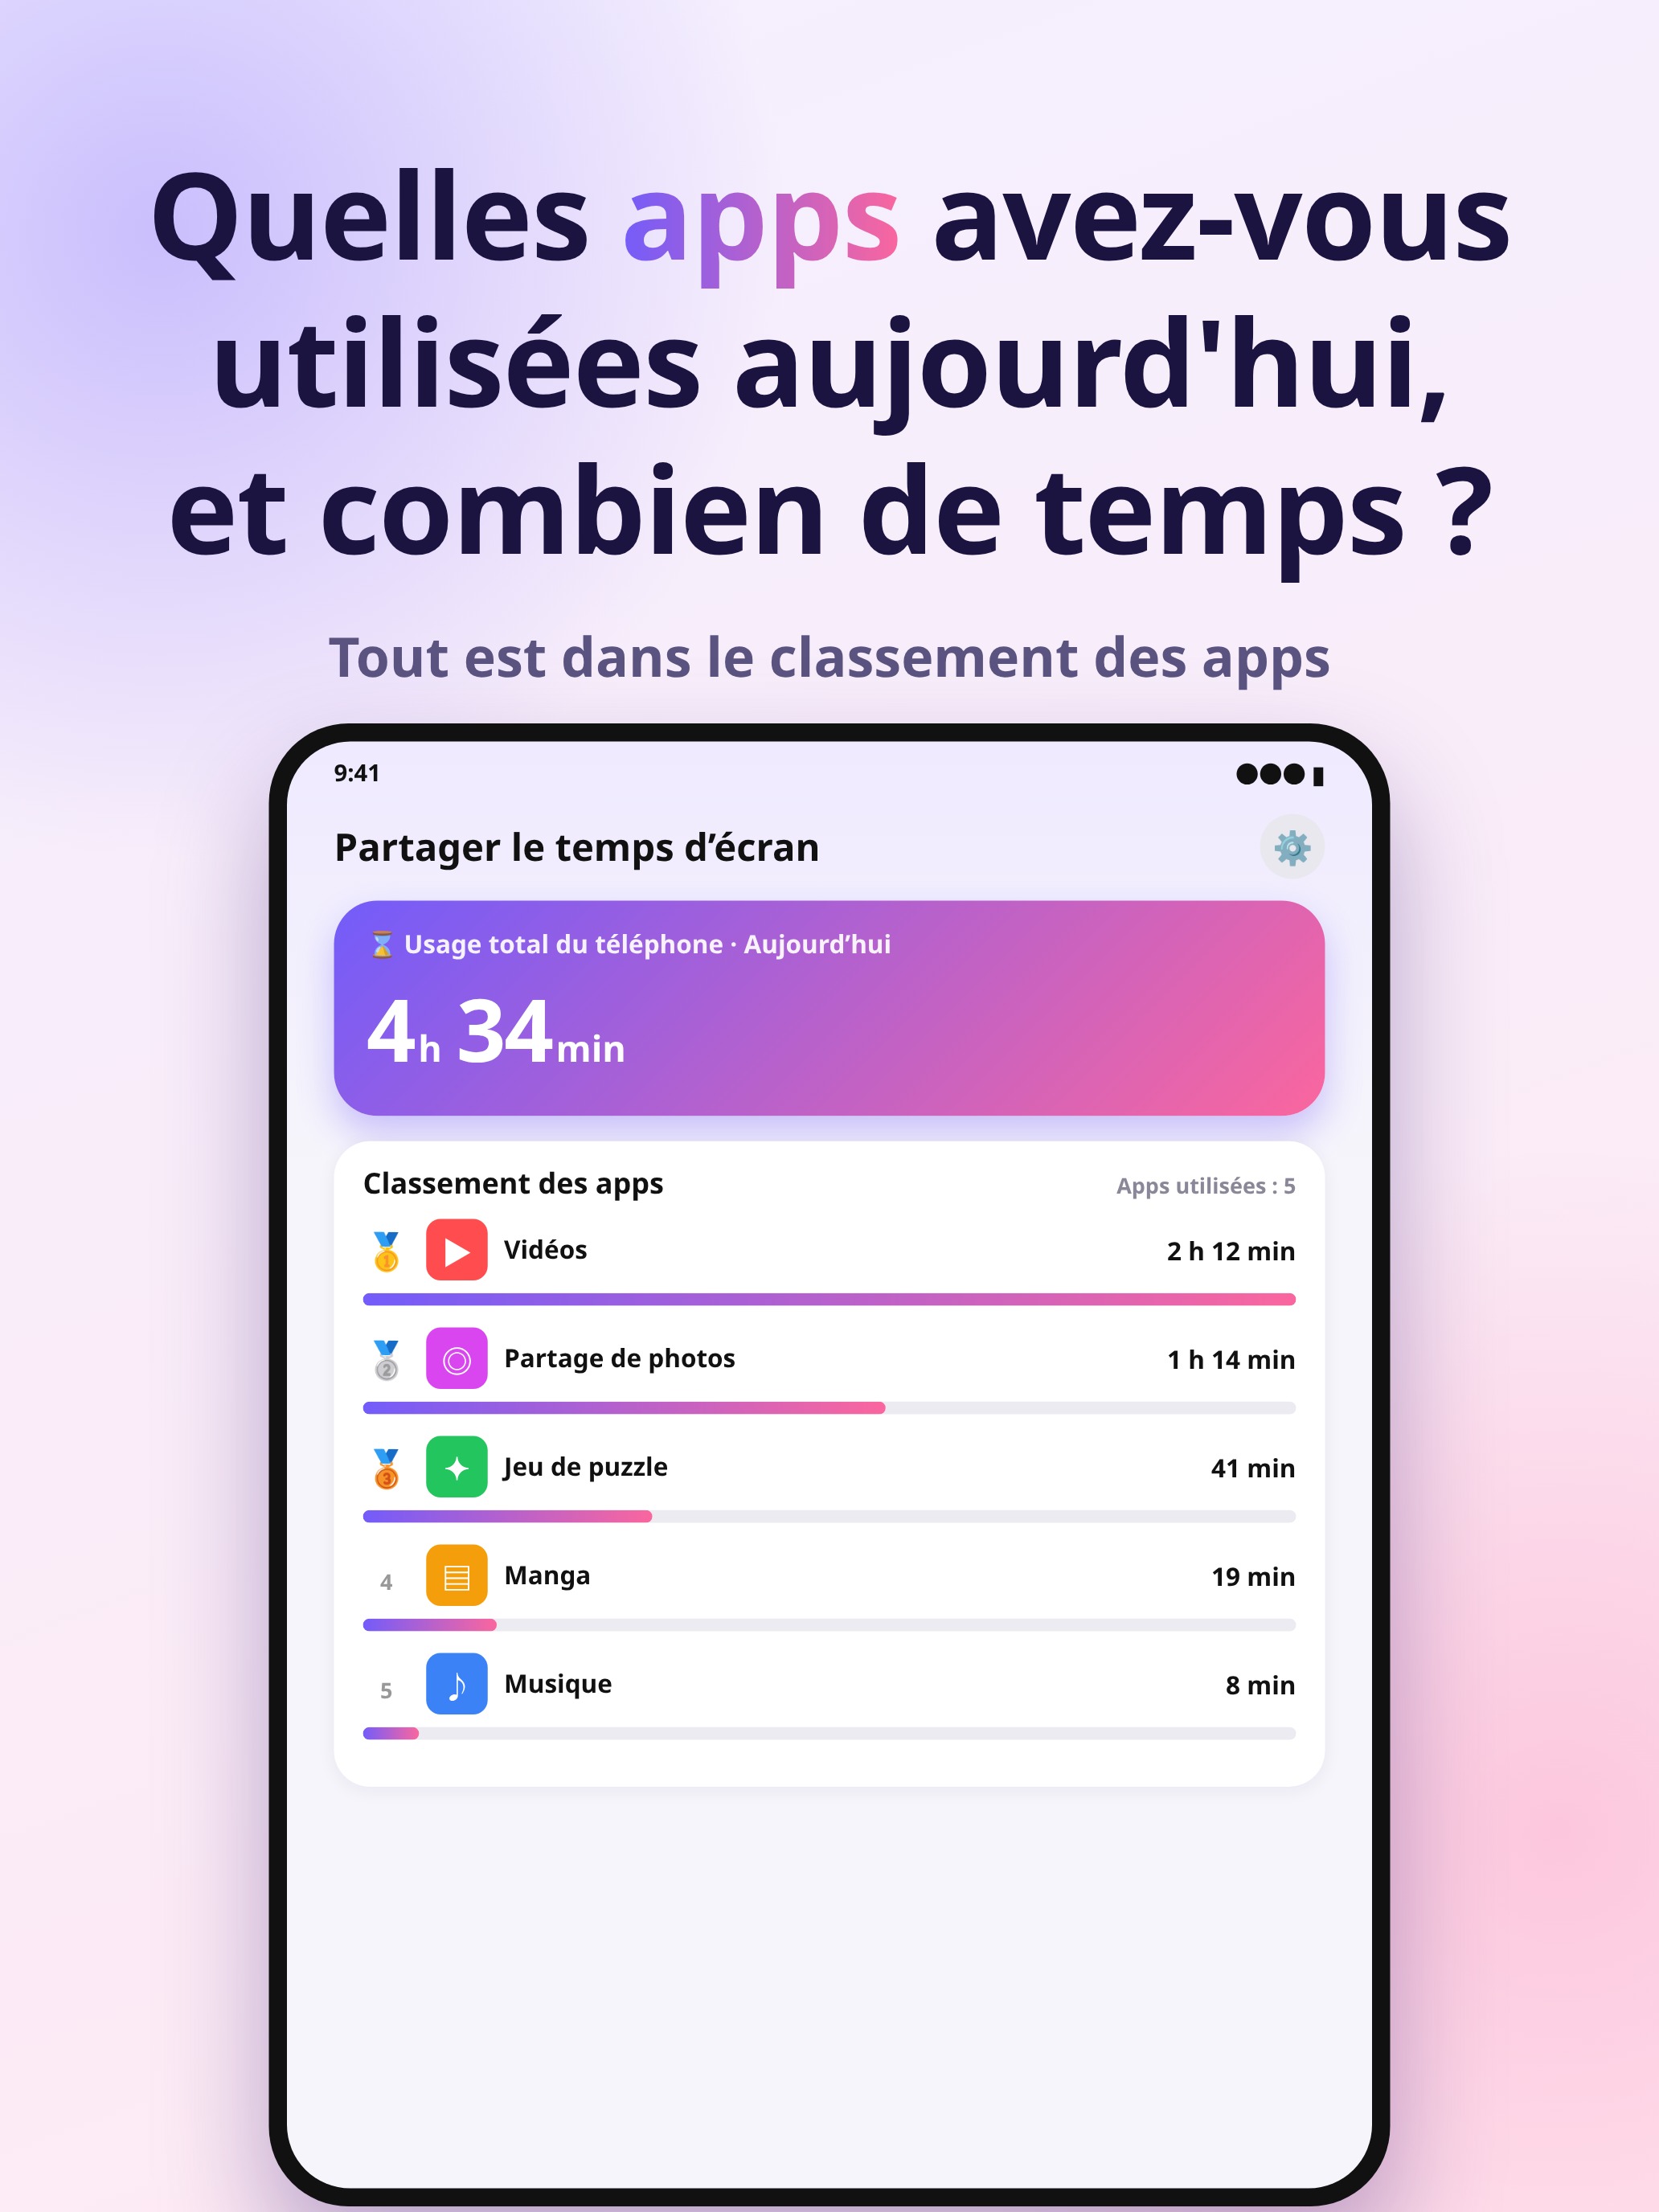 Quelles apps avez-vous
utilisées aujourd'hui,
et combien de temps ?
Tout est dans le classement des apps
9:41
Partager le temps d’écran
Usage total du téléphone · Aujourd’hui
4h 34min
Classement des apps
Apps utilisées : 5
1 Vidéos 2 h 12 min
2 Partage de photos 1 h 14 min
3 Jeu de puzzle 41 min
4 Manga 19 min
5 Musique 8 min